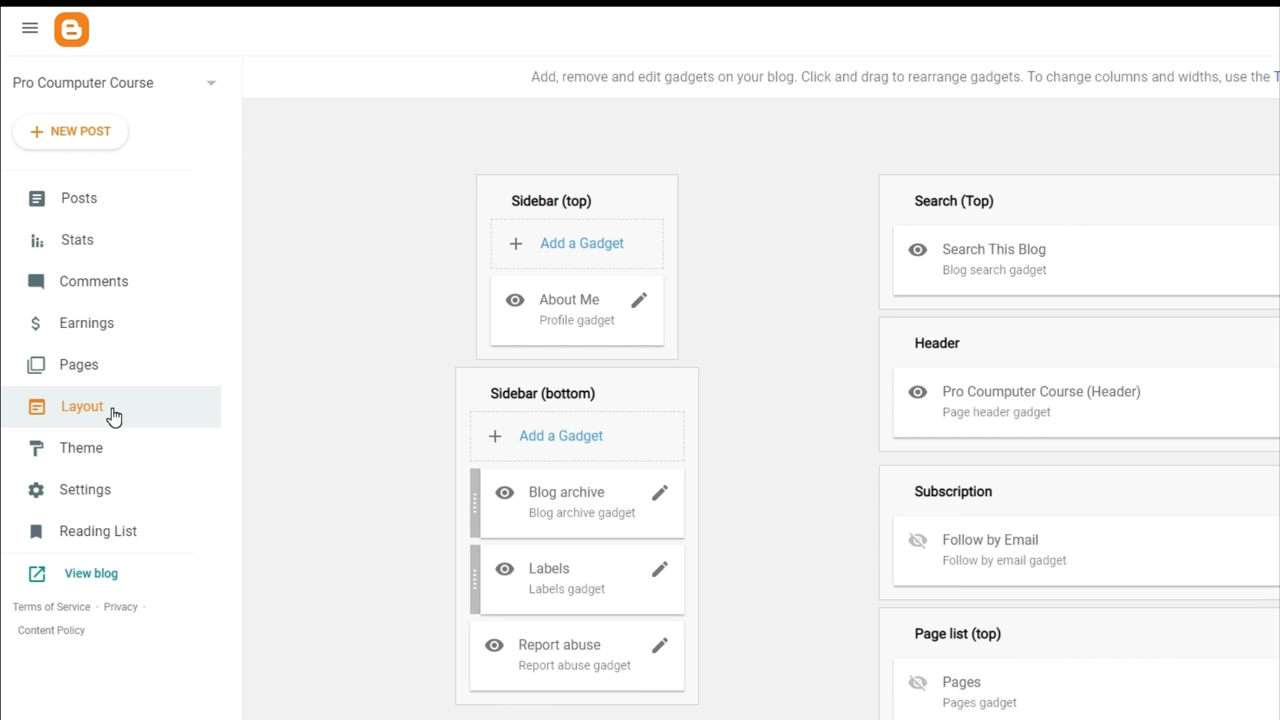 Pro Coumputer Course
NEW POST
Posts
Stats
Comments
Earnings
Pages
Layout
Theme
Settings
Reading List
View blog
Terms of Service · Privacy ·
Content Policy
Add, remove and edit gadgets on your blog. Click and drag to rearrange gadgets. To change columns and widths, use the T
Sidebar (top)
Add a Gadget
About Me
Profile gadget
Sidebar (bottom)
Add a Gadget
Blog archive
Blog archive gadget
Labels
Labels gadget
Report abuse
Report abuse gadget
Search (Top)
Search This Blog
Blog search gadget
Header
Pro Coumputer Course (Header)
Page header gadget
Subscription
Follow by Email
Follow by email gadget
Page list (top)
Pages
Pages gadget